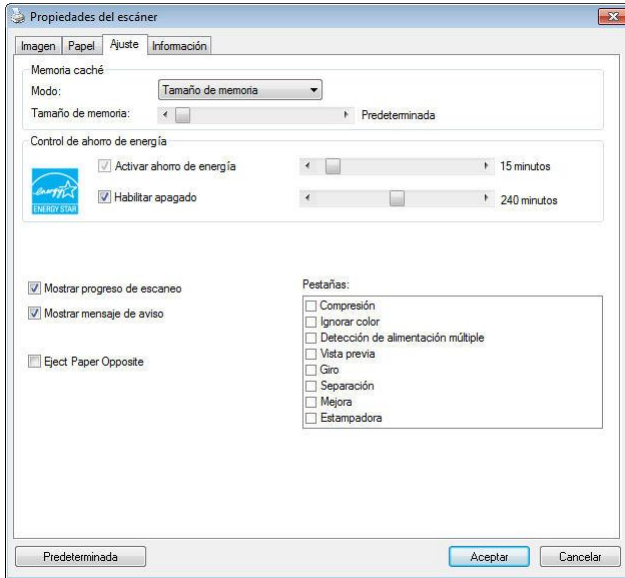 Propiedades del escáner
Imagen Papel Ajuste Información
Memoria caché
Modo: Tamaño de memoria
Tamaño de memoria: Predeterminada
Control de ahorro de energía
Activar ahorro de energía 15 minutos
Habilitar apagado 240 minutos
energy
ENERGY STAR
Mostrar progreso de escaneo
Mostrar mensaje de aviso
Eject Paper Opposite
Pestañas:
Compresión
Ignorar color
Detección de alimentación múltiple
Vista previa
Giro
Separación
Mejora
Estampadora
Predeterminada Aceptar Cancelar